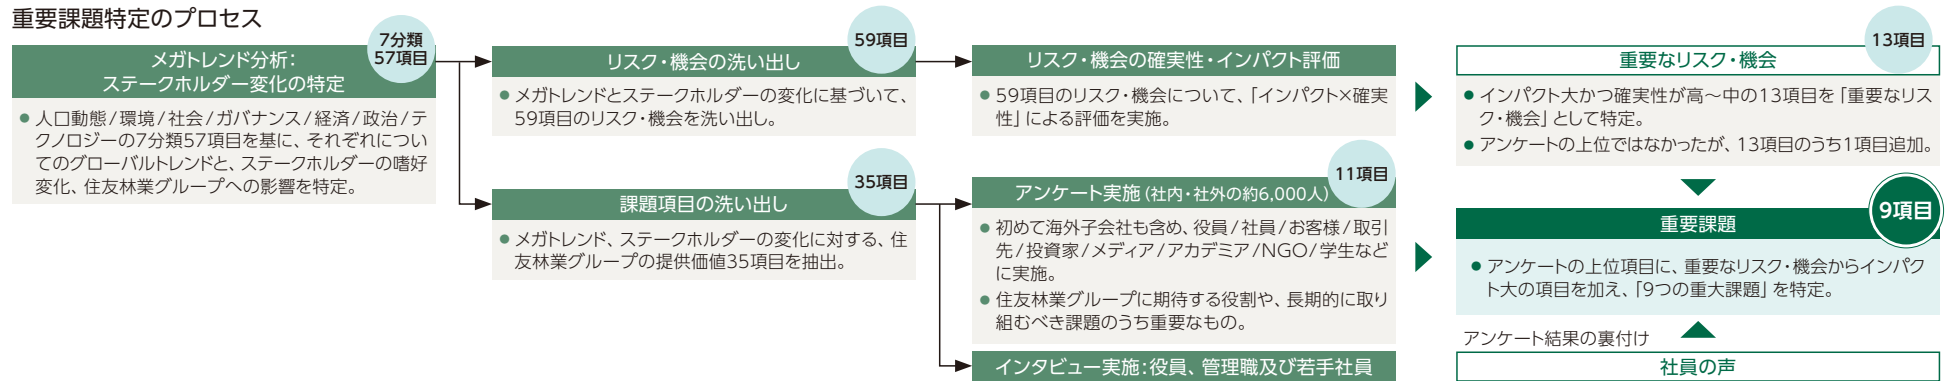 重要課題特定のプロセス
メガトレンド分析：
ステークホルダー変化の特定
7分類
57項目
● 人口動態/環境/社会/ガバナンス/経済/政治/テ
クノロジーの7分類57項目を基に、それぞれについ
てのグローバルトレンドと、ステークホルダーの嗜好
変化、住友林業グループへの影響を特定。
リスク・機会の洗い出し
59項目
● メガトレンドとステークホルダーの変化に基づいて、
59項目のリスク・機会を洗い出し。
課題項目の洗い出し
35項目
● メガトレンド、ステークホルダーの変化に対する、住
友林業グループの提供価値35項目を抽出。
リスク・機会の確実性・インパクト評価
● 59項目のリスク・機会について、「インパクト×確実
性」による評価を実施。
アンケート実施（社内・社外の約6,000人）
11項目
● 初めて海外子会社も含め、役員/社員/お客様/取引
先/投資家/メディア/アカデミア/NGO/学生など
に実施。
● 住友林業グループに期待する役割や、長期的に取り
組むべき課題のうち重要なもの。
インタビュー実施：役員、管理職及び若手社員
重要なリスク・機会
13項目
● インパクト大かつ確実性が高〜中の13項目を「重要なリス
ク・機会」として特定。
● アンケートの上位ではなかったが、13項目のうち1項目追加。
重要課題
9項目
● アンケートの上位項目に、重要なリスク・機会からインパク
ト大の項目を加え、「9つの重大課題」を特定。
アンケート結果の裏付け
社員の声